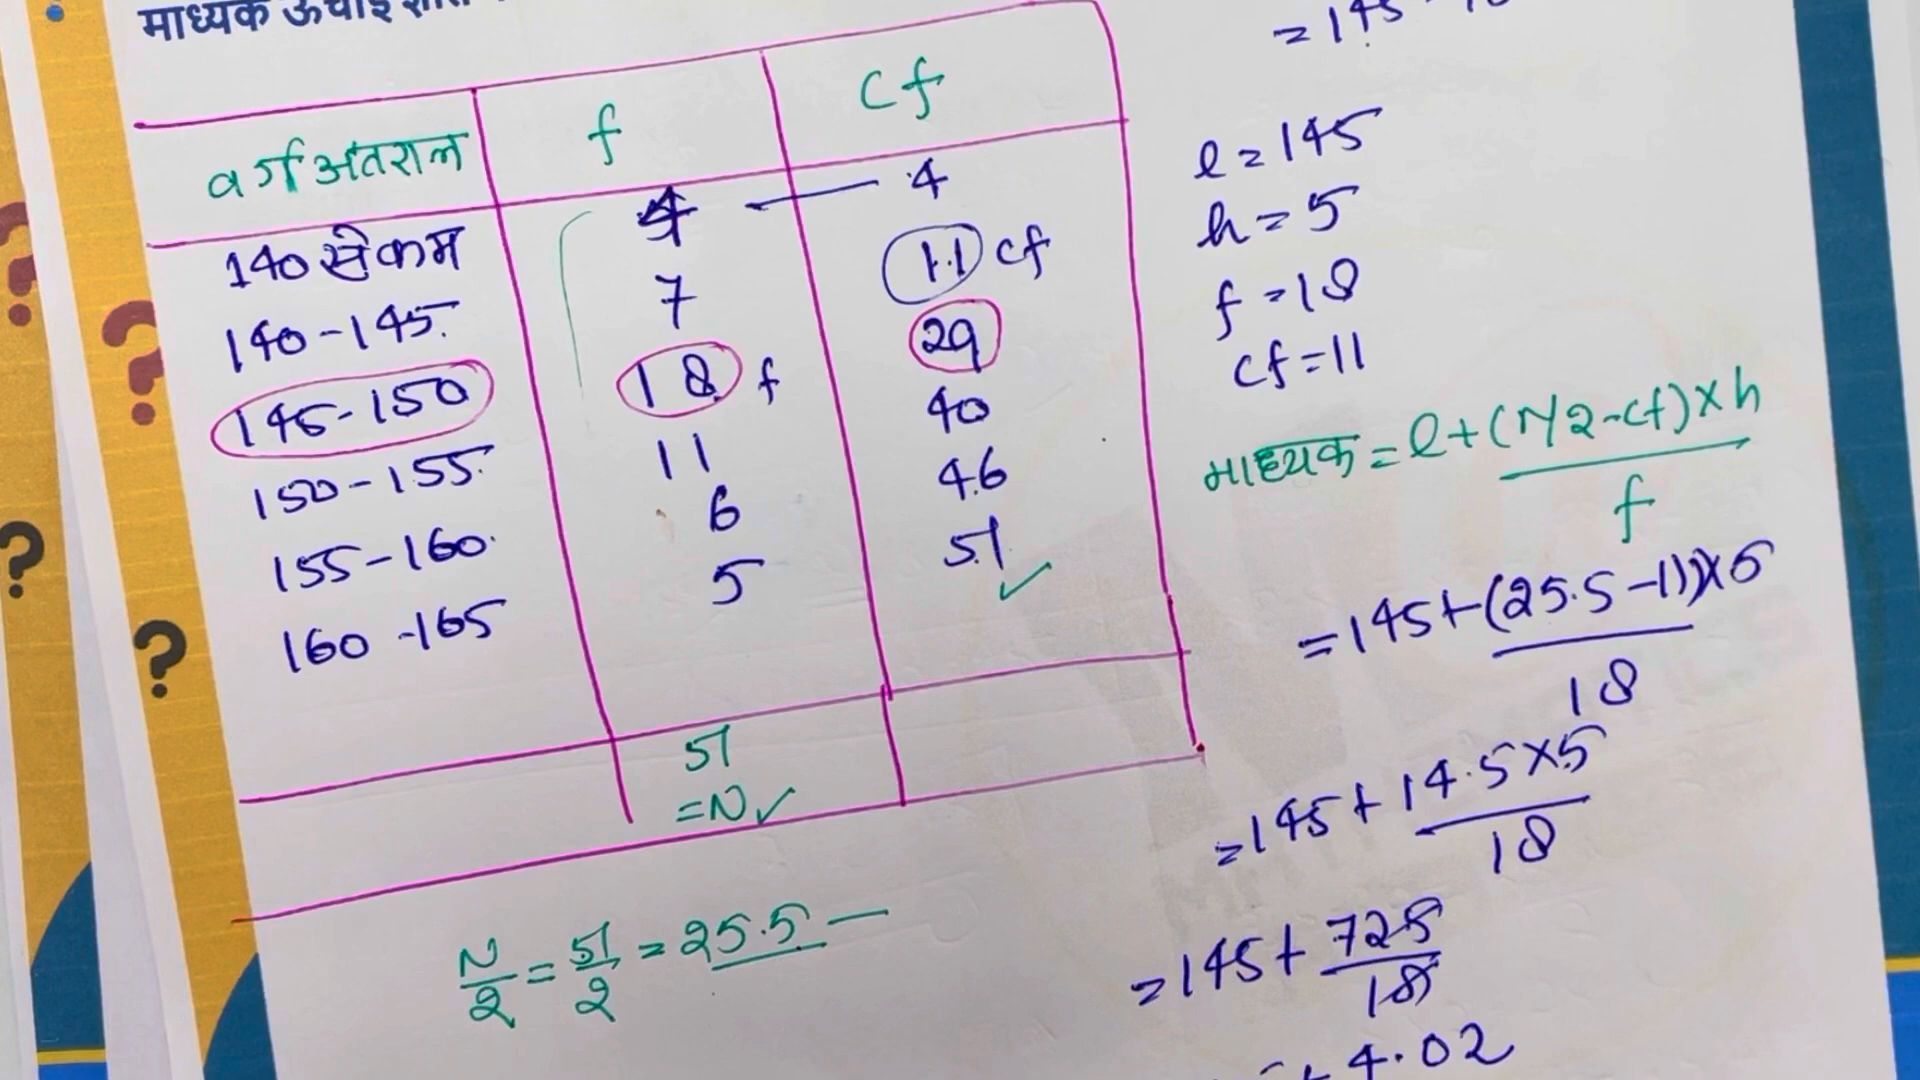 माध्यक ऊंचाई
वर्ग अंतराल f Cf
140 से कम 4 4
140-145 7 11 cf
145-150 18 f 29
150-155 11 40
155-160 6 46
160-165 5 51 ✓
51
=N✓
N/2 = 51/2 = 25.5
=145
l=145
h=5
f=18
cf=11
माध्यक = l+(N/2-cf)×h/f
=145+(25.5-11)×5/18
=145+14.5×5/18
=145+725/18
+4.02